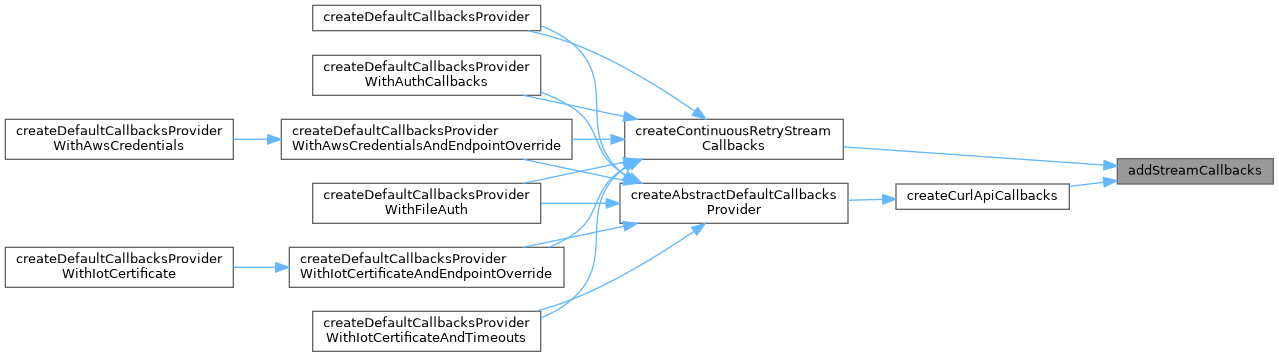 createDefaultCallbacksProvider
createDefaultCallbacksProvider
WithAuthCallbacks
createDefaultCallbacksProvider
WithAwsCredentials
createDefaultCallbacksProvider
WithAwsCredentialsAndEndpointOverride
createContinuousRetryStream
Callbacks
addStreamCallbacks
createDefaultCallbacksProvider
WithFileAuth
createAbstractDefaultCallbacks
Provider
createCurlApiCallbacks
createDefaultCallbacksProvider
WithIotCertificate
createDefaultCallbacksProvider
WithIotCertificateAndEndpointOverride
createDefaultCallbacksProvider
WithIotCertificateAndTimeouts